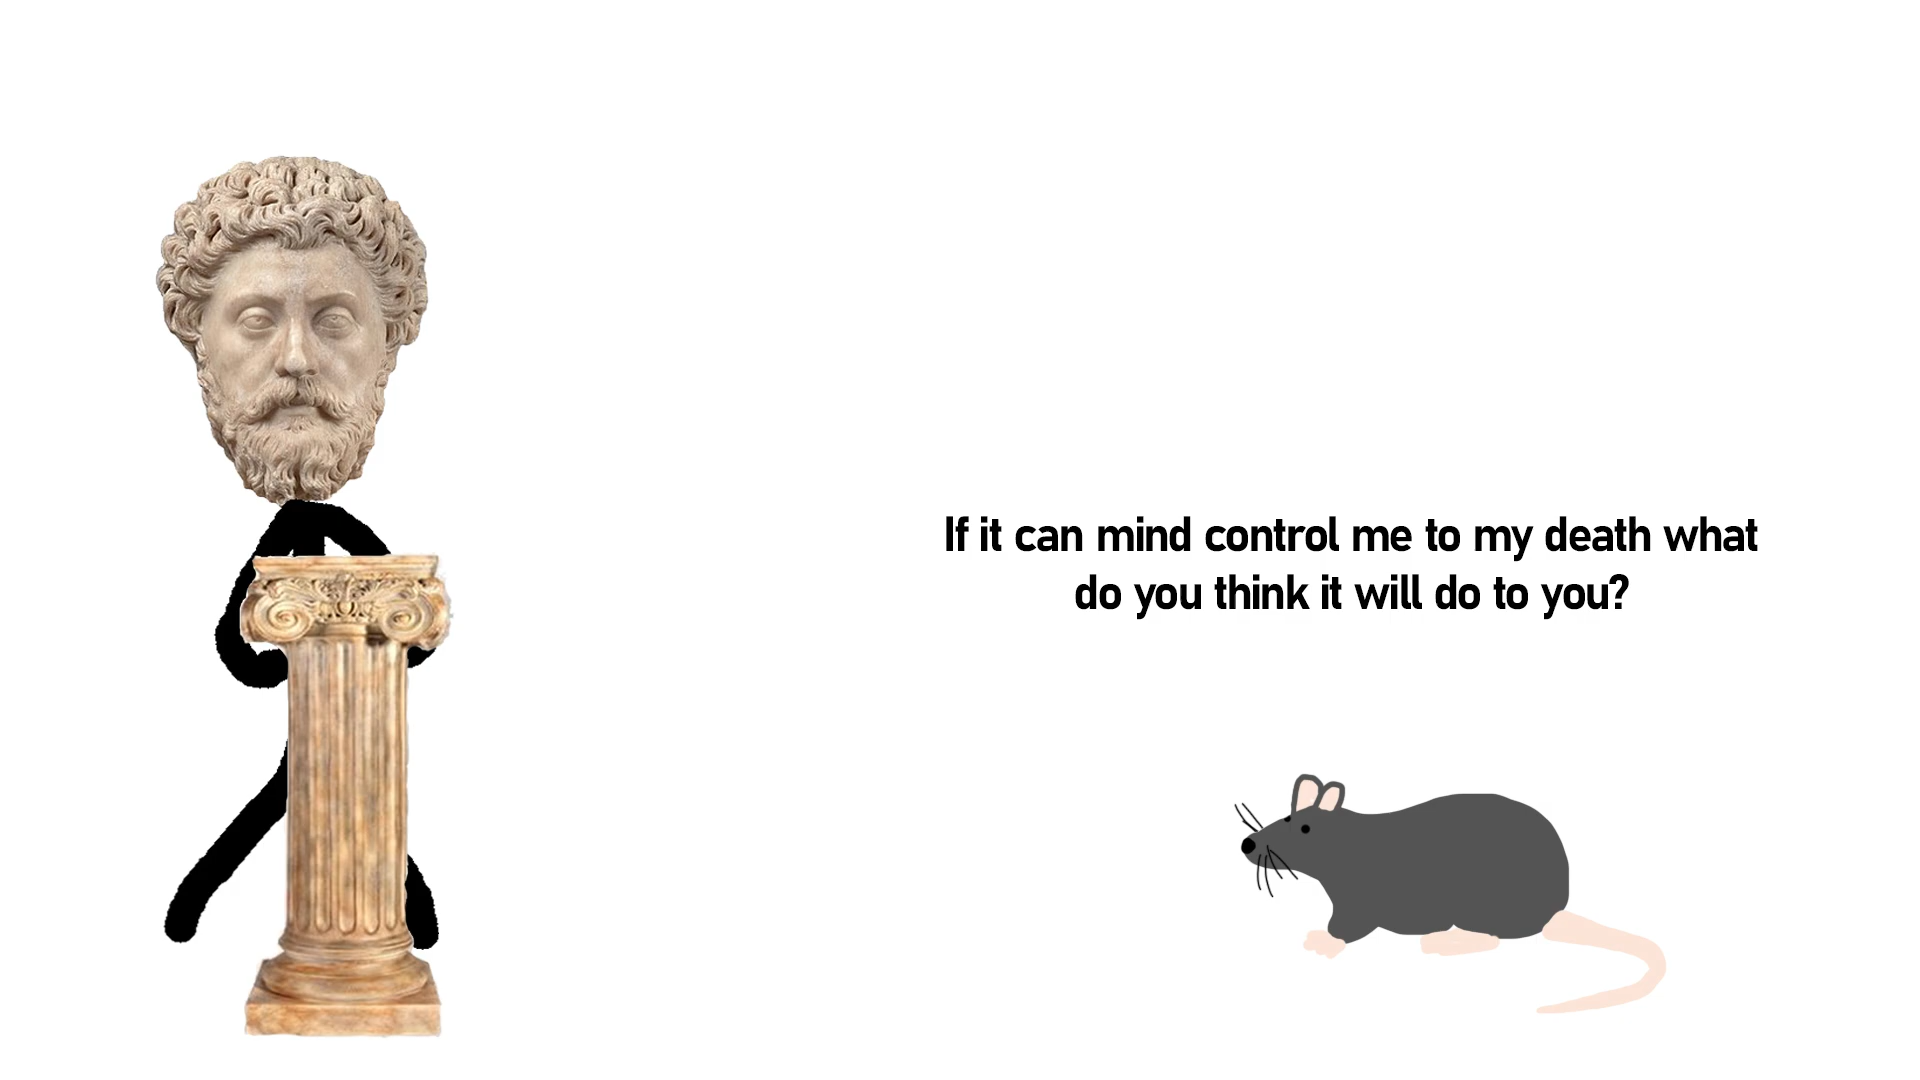 If it can mind control me to my death what
do you think it will do to you?